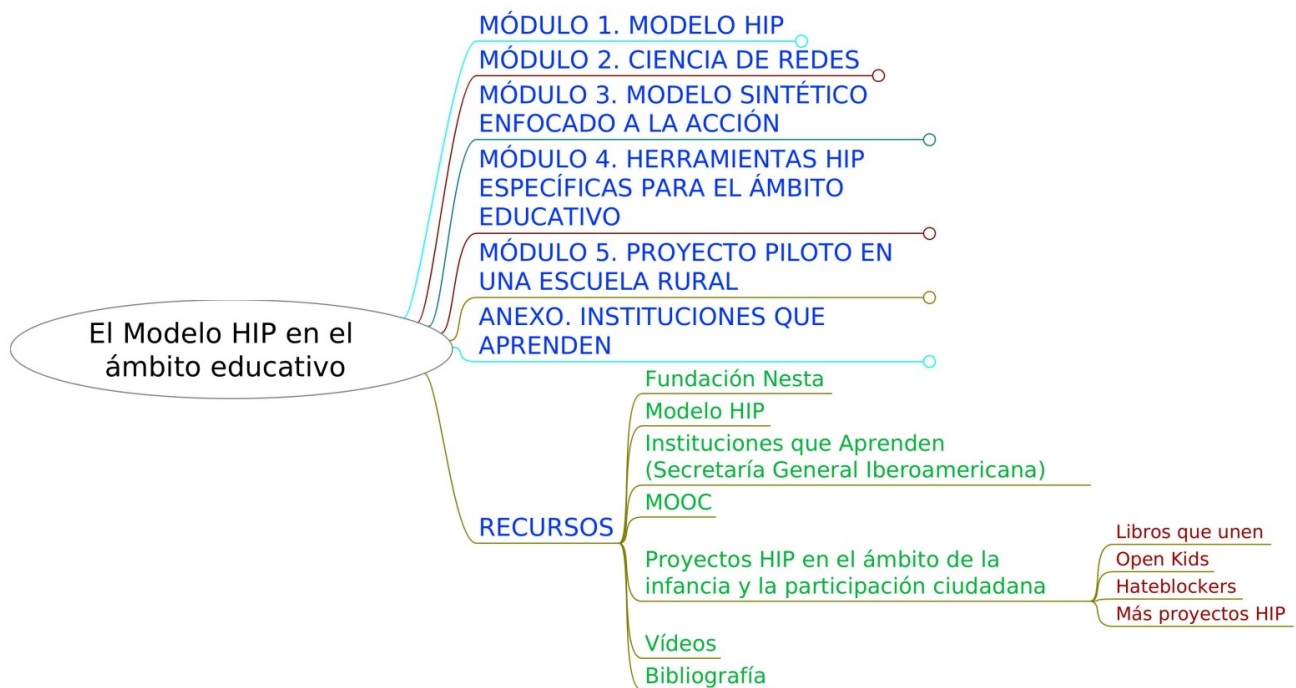 MÓDULO 1. MODELO HIP
MÓDULO 2. CIENCIA DE REDES
MÓDULO 3. MODELO SINTÉTICO
ENFOCADO A LA ACCIÓN
MÓDULO 4. HERRAMIENTAS HIP
ESPECÍFICAS PARA EL ÁMBITO
EDUCATIVO
MÓDULO 5. PROYECTO PILOTO EN
UNA ESCUELA RURAL
ANEXO. INSTITUCIONES QUE
APRENDEN
El Modelo HIP en el
ámbito educativo
RECURSOS
Fundación Nesta
Modelo HIP
Instituciones que Aprenden
(Secretaría General Iberoamericana)
MOOC
Proyectos HIP en el ámbito de la
infancia y la participación ciudadana
Libros que unen
Open Kids
Hateblockers
Más proyectos HIP
Vídeos
Bibliografía